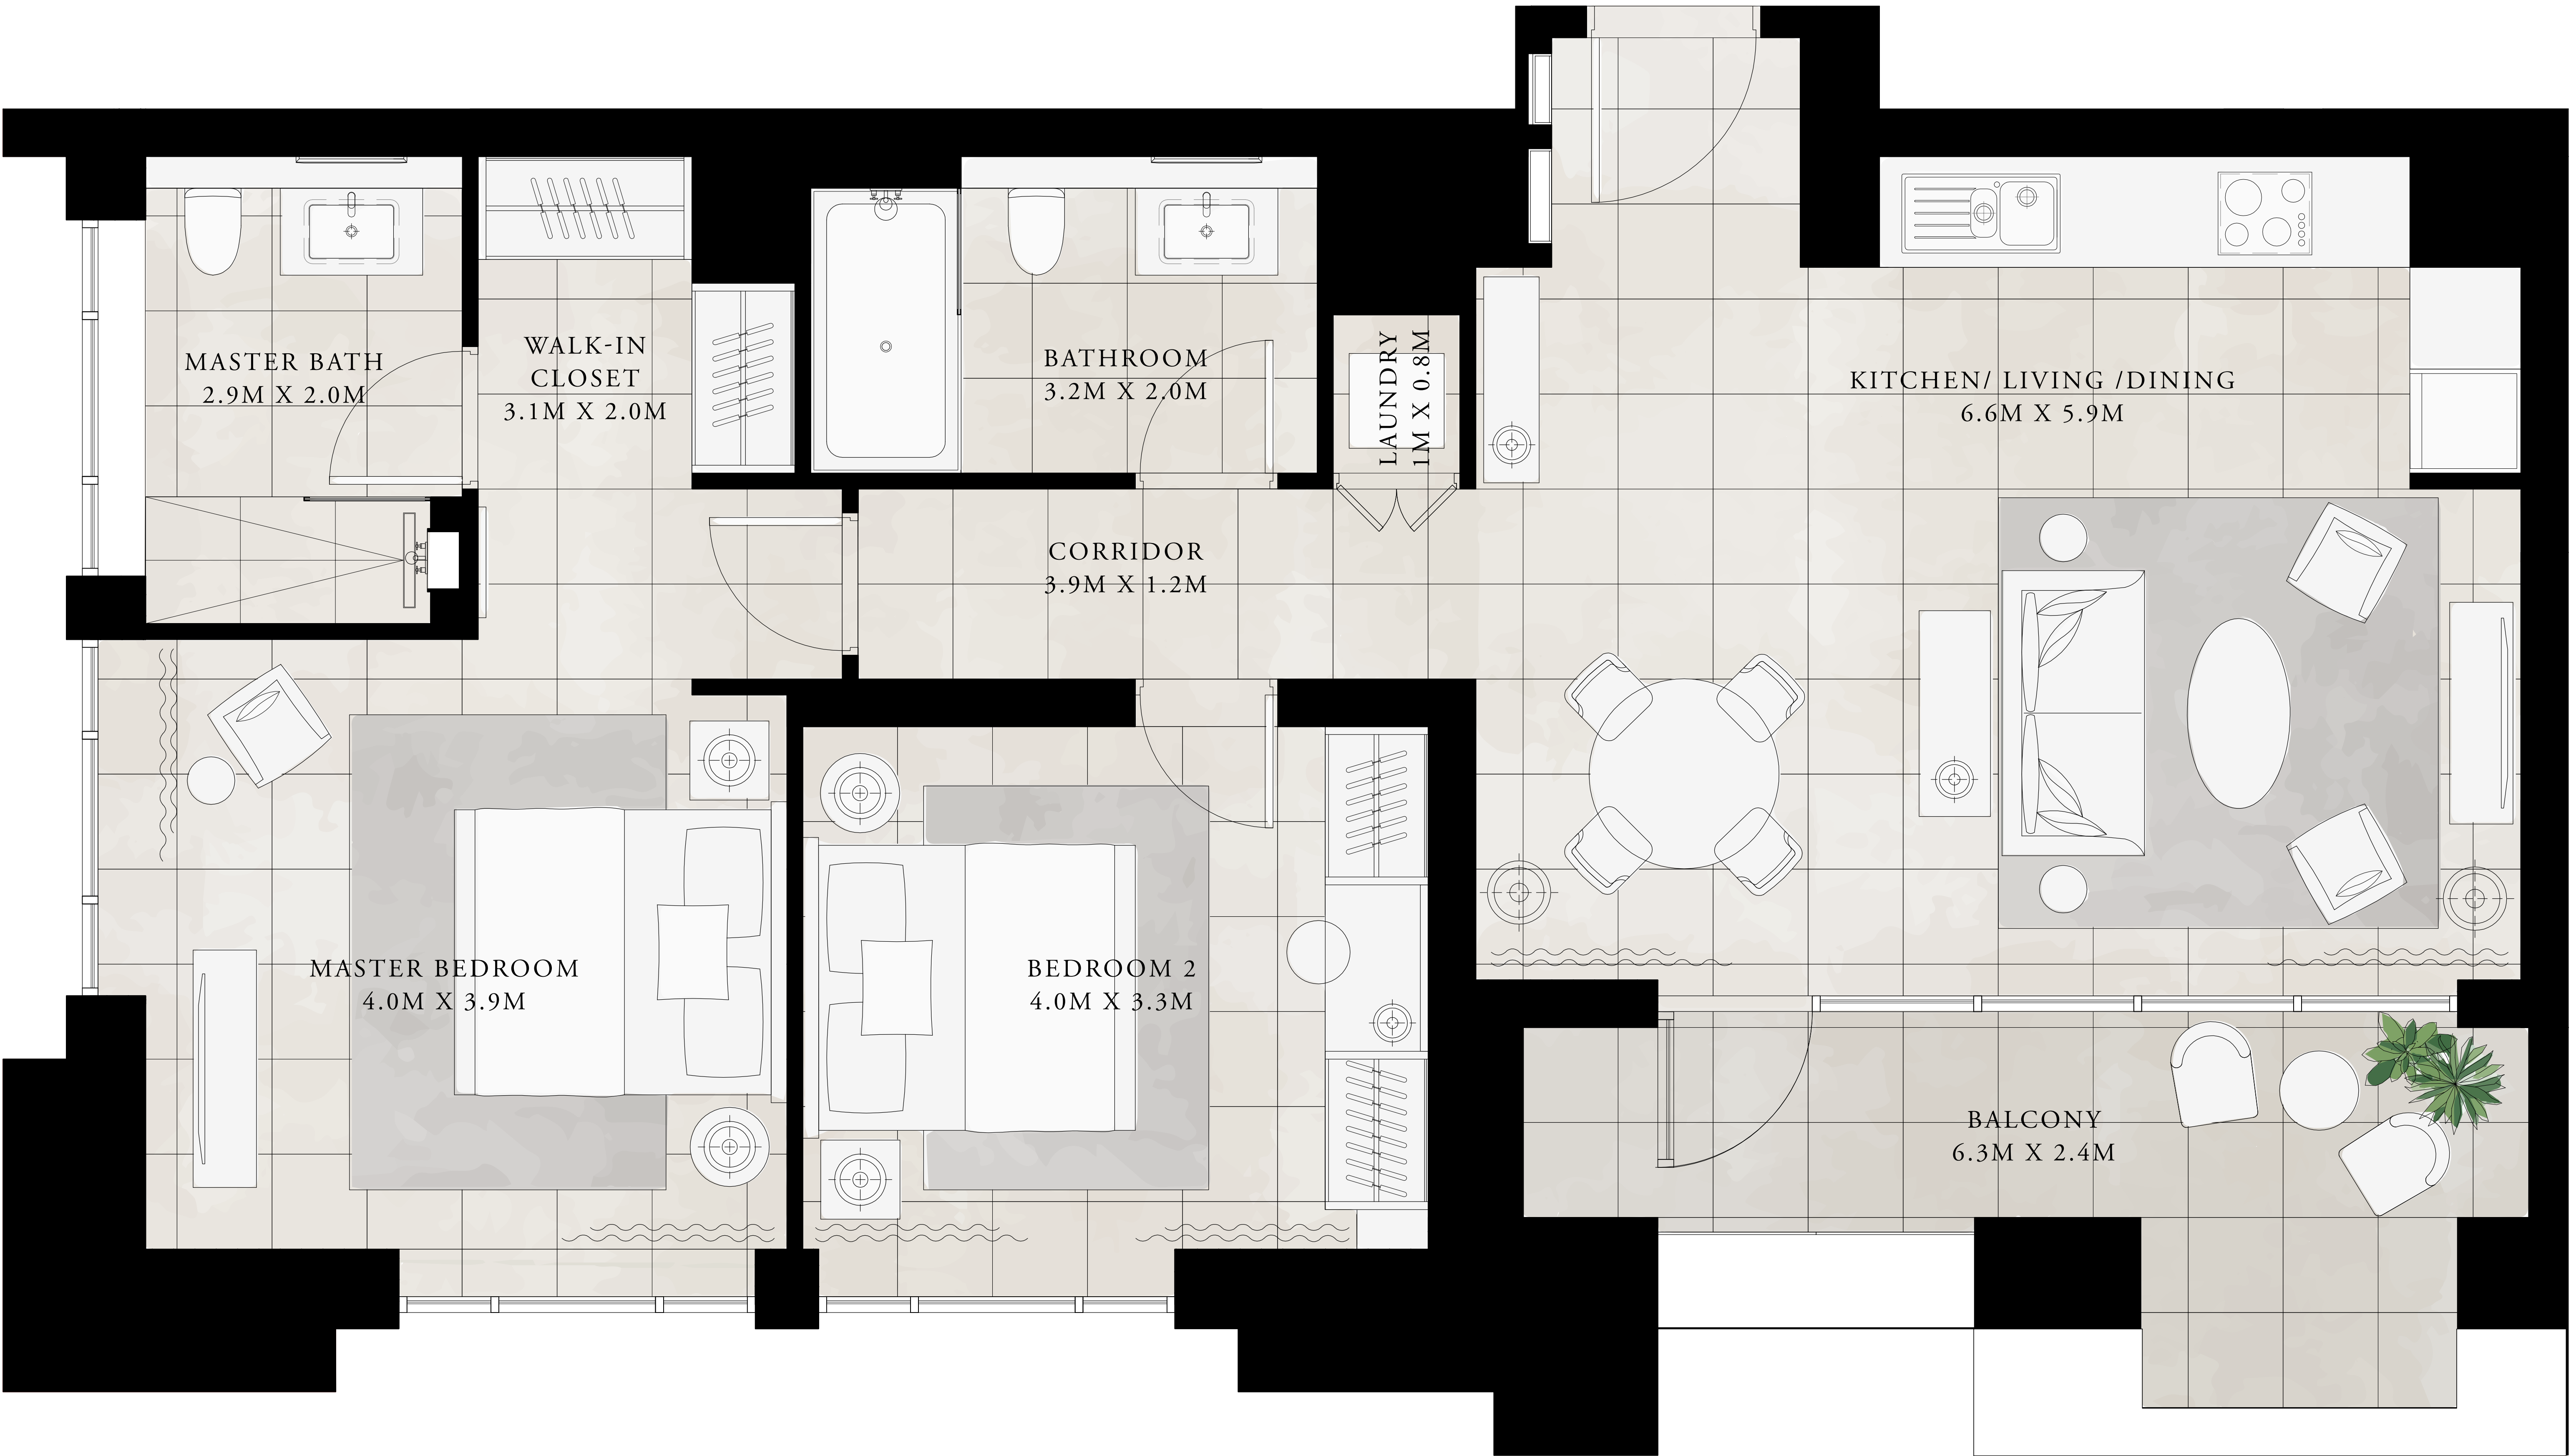 MASTER BATH
2.9M X 2.0M
WALK-IN
CLOSET
3.1M X 2.0M
BATHROOM
3.2M X 2.0M
LAUNDRY
1M X 0.8M
KITCHEN/ LIVING /DINING
6.6M X 5.9M
CORRIDOR
3.9M X 1.2M
MASTER BEDROOM
4.0M X 3.9M
BEDROOM 2
4.0M X 3.3M
BALCONY
6.3M X 2.4M